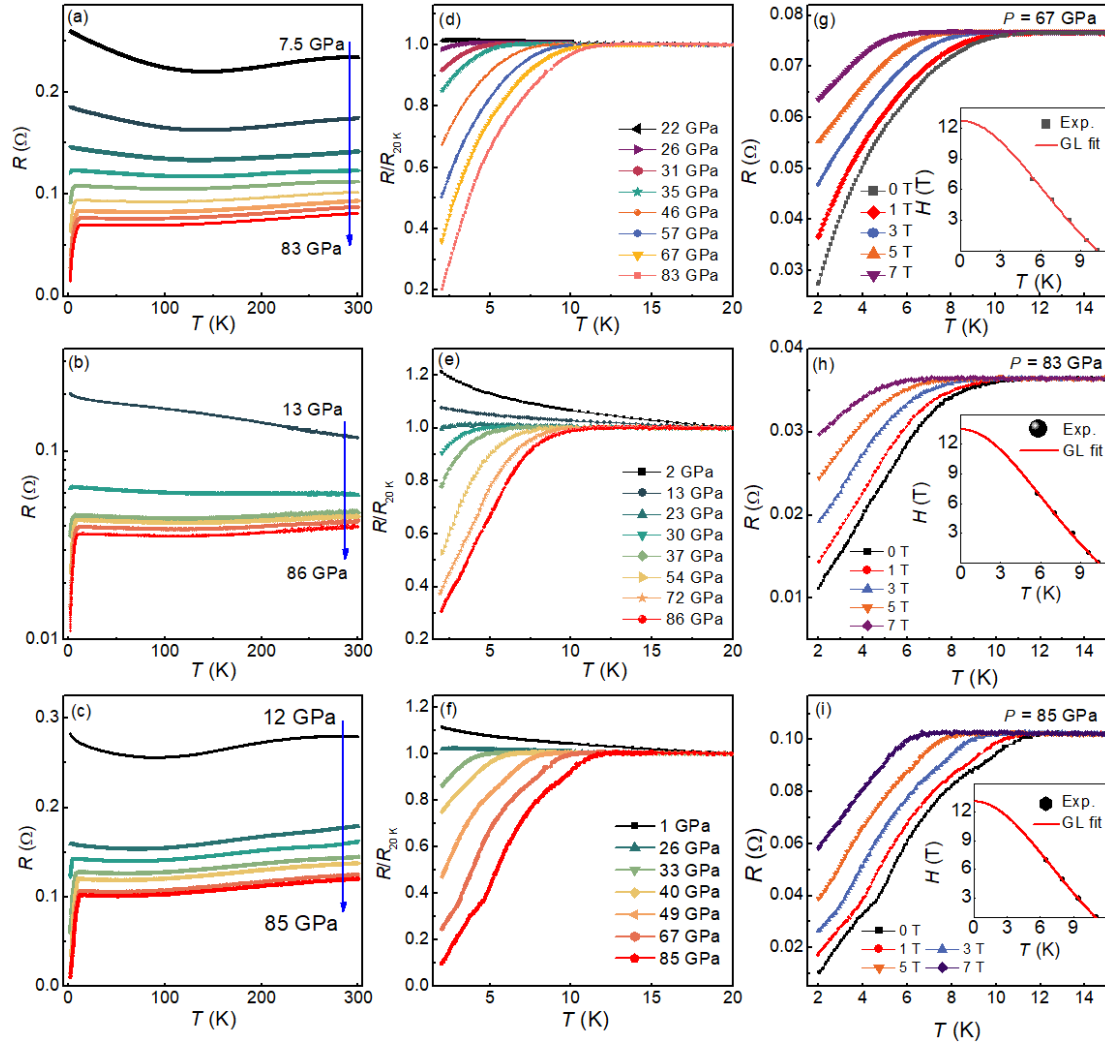 (a)
7.5 GPa
83 GPa
R (Ω)
0.2
0.1
0.0
0 100 200 300
T (K)
(d)
22 GPa
26 GPa
31 GPa
35 GPa
46 GPa
57 GPa
67 GPa
83 GPa
R/R20 K
1.0
0.8
0.6
0.4
0.2
5 10 15 20
T (K)
(g)
P = 67 GPa
R (Ω)
0.08
0.07
0.06
0.05
0.04
0.03
0 T
1 T
3 T
5 T
7 T
Exp.
GL fit
H (T)
12
9
6
3
0 3 6 9
T (K)
2 4 6 8 10 12 14
T (K)
(b)
13 GPa
86 GPa
R (Ω)
0.1
0.01
0 100 200 300
T (K)
(e)
2 GPa
13 GPa
23 GPa
30 GPa
37 GPa
54 GPa
72 GPa
86 GPa
R/R20 K
1.2
1.0
0.8
0.6
0.4
0.2
5 10 15 20
T (K)
(h)
P = 83 GPa
R (Ω)
0.04
0.03
0.02
0.01
0 T
1 T
3 T
5 T
7 T
Exp.
GL fit
H (T)
12
9
6
3
0 3 6 9
T (K)
2 4 6 8 10 12 14
T (K)
(c)
12 GPa
85 GPa
R (Ω)
0.3
0.2
0.1
0.0
0 100 200 300
T (K)
(f)
1 GPa
26 GPa
33 GPa
40 GPa
49 GPa
67 GPa
85 GPa
R/R20 K
1.2
1.0
0.8
0.6
0.4
0.2
0.0
5 10 15 20
T (K)
(i)
P = 85 GPa
R (Ω)
0.10
0.08
0.06
0.04
0.02
0 T
1 T 3 T
5 T 7 T
Exp.
GL fit
H (T)
12
9
6
3
0 3 6 9
T (K)
2 4 6 8 10 12 14
T (K)